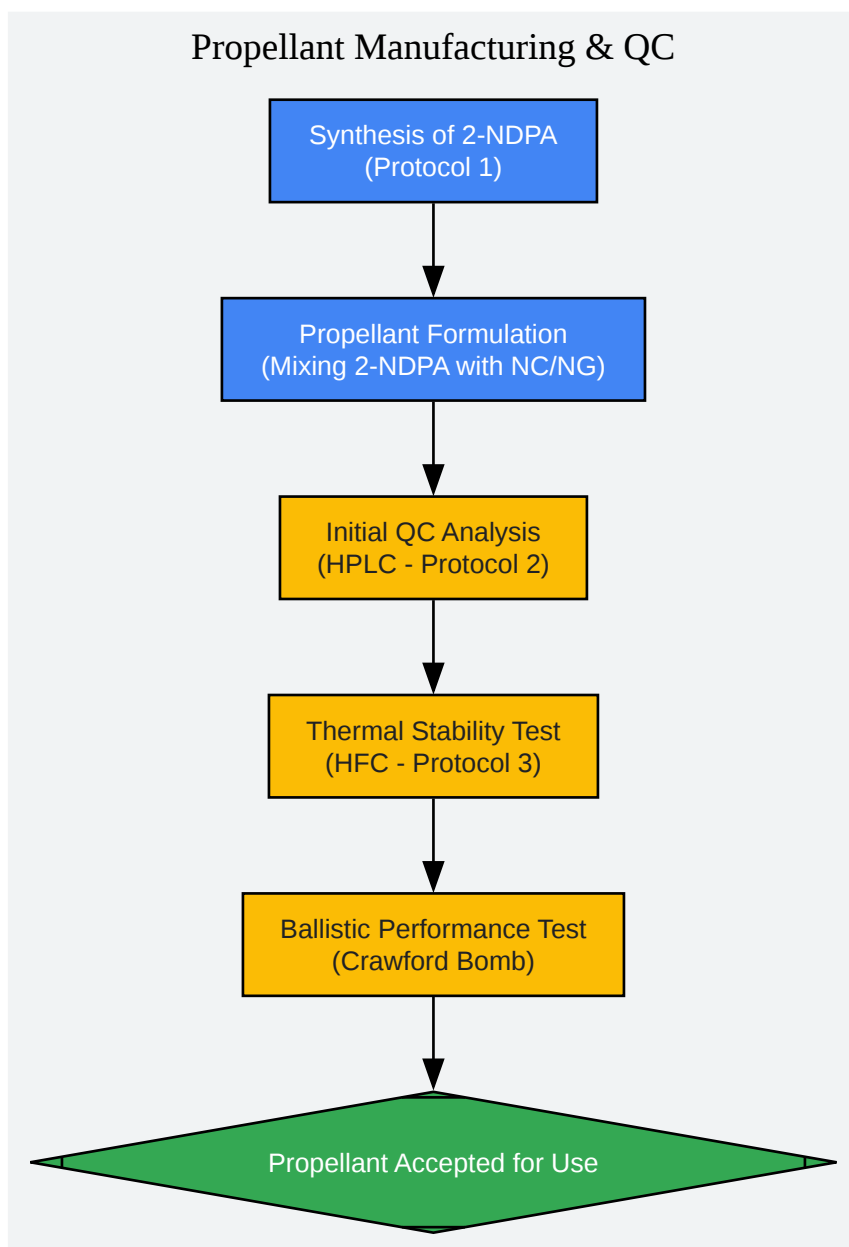 Propellant Manufacturing & QC
Synthesis of 2-NDPA
(Protocol 1)
Propellant Formulation
(Mixing 2-NDPA with NC/NG)
Initial QC Analysis
(HPLC - Protocol 2)
Thermal Stability Test
(HFC - Protocol 3)
Ballistic Performance Test
(Crawford Bomb)
Propellant Accepted for Use